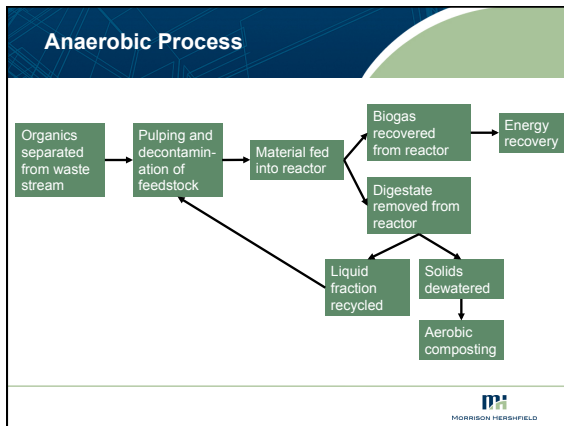 Anaerobic Process
Organics
separated
from waste
stream
Pulping and
decontamin-
ation of
feedstock
Material fed
into reactor
Biogas
recovered
from reactor
Energy
recovery
Digestate
removed from
reactor
Liquid
fraction
recycled
Solids
dewatered
Aerobic
composting
MORRISON HERSHFIELD